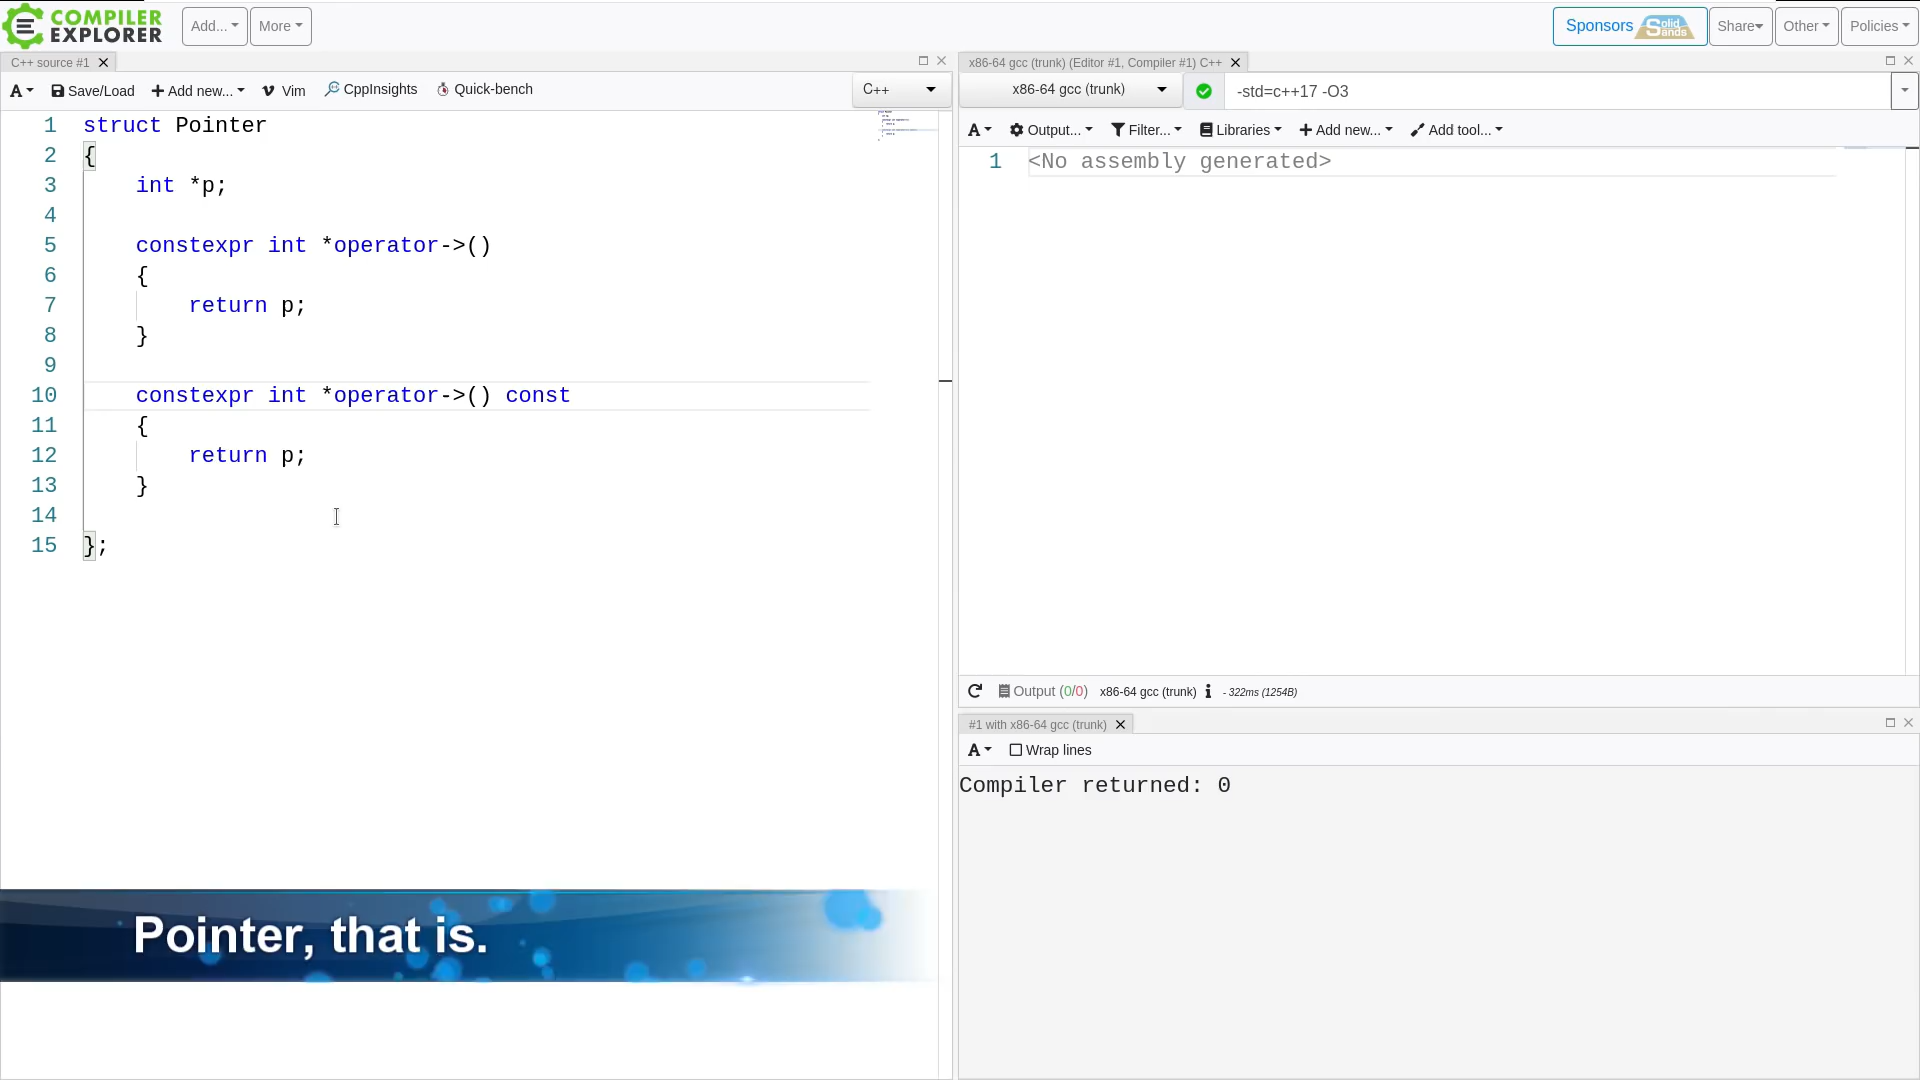 COMPILER
EXPLORER
Add...
More
Sponsors
Solid
Sands
Share
Other
Policies
C++ source #1
A
Save/Load
Add new...
Vim
CppInsights
Quick-bench
C++
1 struct Pointer
2 {
3 int *p;
4
5 constexpr int *operator->()
6 {
7 return p;
8 }
9
10 constexpr int *operator->() const
11 {
12 return p;
13 }
14
15 };
Pointer, that is.
x86-64 gcc (trunk) (Editor #1, Compiler #1) C++
x86-64 gcc (trunk)
-std=c++17 -O3
A
Output...
Filter...
Libraries
Add new...
Add tool...
1 <No assembly generated>
Output (0/0) x86-64 gcc (trunk) - 322ms (1254B)
#1 with x86-64 gcc (trunk)
A
Wrap lines
Compiler returned: 0